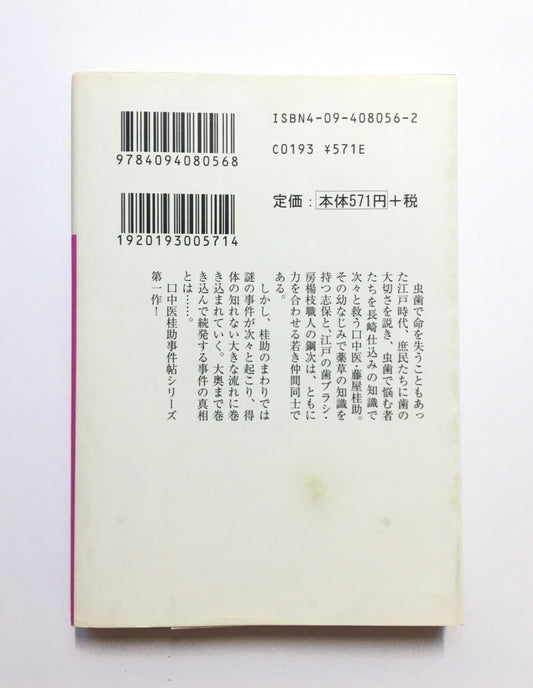 ISBN4-09-408056-2
C0193 ¥571E
9784094080568
定価：本体571円＋税
1920193005714
虫歯で命を失うこともあっ
た江戸時代、庶民たちに歯の
大切さを説き、虫歯で悩む者
たちを長崎仕込みの知識で
次々と救う口中医・藤屋桂助。
その幼なじみで薬草の知識を
持つ志保と、江戸の歯ブラシ・
房楊枝職人の鋼次は、ともに
力を合わせる若き仲間同士で
ある。
しかし、桂助のまわりでは
謎の事件が次々と起こり、得
体の知れない大きな流れに巻
き込まれていく。大奥まで巻
き込んで続発する事件の真相
とは……。
口中医桂助事件帖シリーズ
第一作！